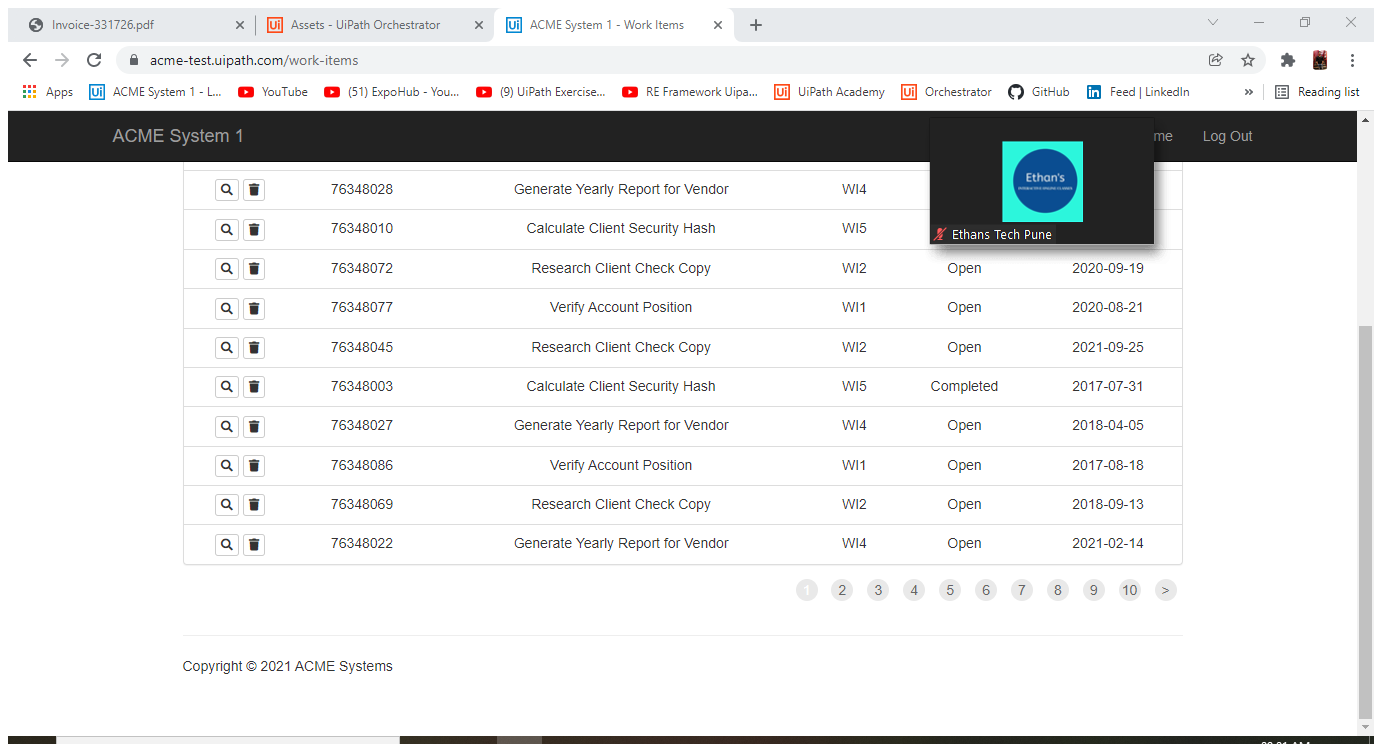 Invoice-331726.pdf
Assets - UiPath Orchestrator
ACME System 1 - Work Items
acme-test.uipath.com/work-items
Apps ACME System 1 - L... YouTube (51) ExpoHub - You... (9) UiPath Exercise... RE Framework Uipa... UiPath Academy Orchestrator GitHub Feed | LinkedIn » Reading list
ACME System 1 Log Out
Ethan's
Ethans Tech Pune
76348028 Generate Yearly Report for Vendor WI4
76348010 Calculate Client Security Hash WI5
76348072 Research Client Check Copy WI2 Open 2020-09-19
76348077 Verify Account Position WI1 Open 2020-08-21
76348045 Research Client Check Copy WI2 Open 2021-09-25
76348003 Calculate Client Security Hash WI5 Completed 2017-07-31
76348027 Generate Yearly Report for Vendor WI4 Open 2018-04-05
76348086 Verify Account Position WI1 Open 2017-08-18
76348069 Research Client Check Copy WI2 Open 2018-09-13
76348022 Generate Yearly Report for Vendor WI4 Open 2021-02-14
1 2 3 4 5 6 7 8 9 10 >
Copyright © 2021 ACME Systems